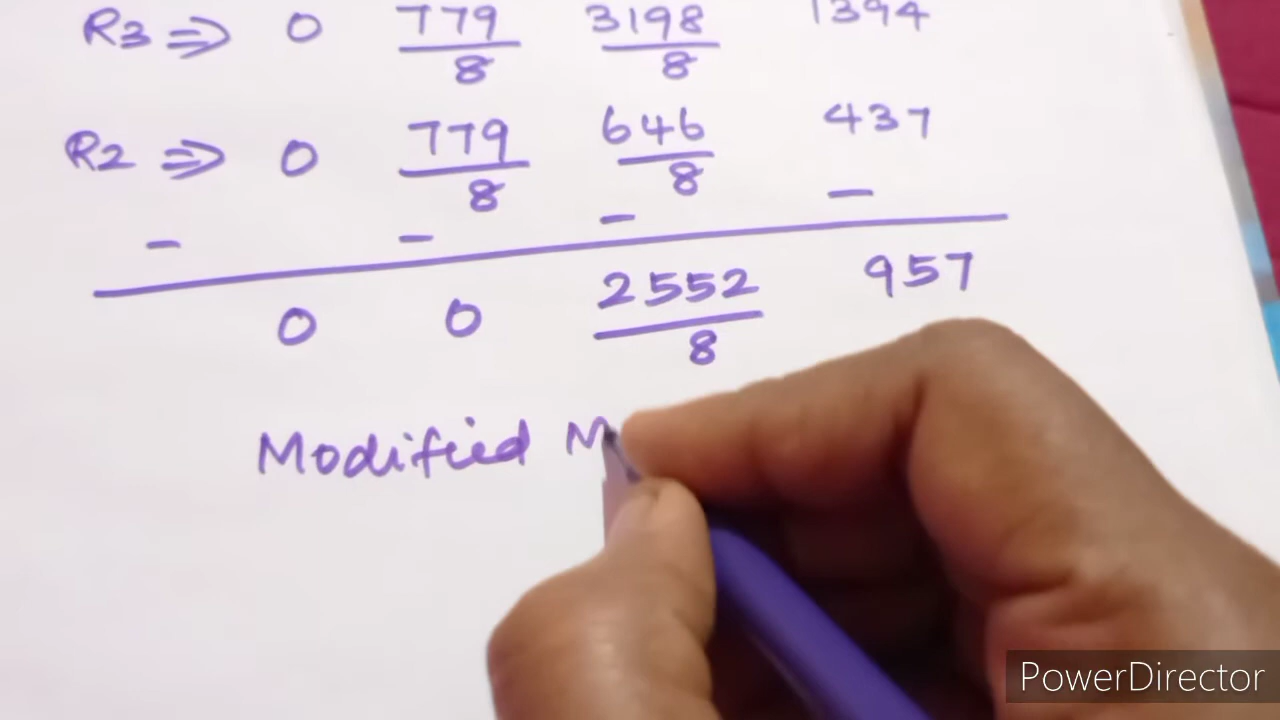 R3 ⇒ 0 779/8 3198/8 1394
R2 ⇒ 0 779/8 646/8 437
- - - -
0 0 2552/8 957
Modified M
PowerDirector